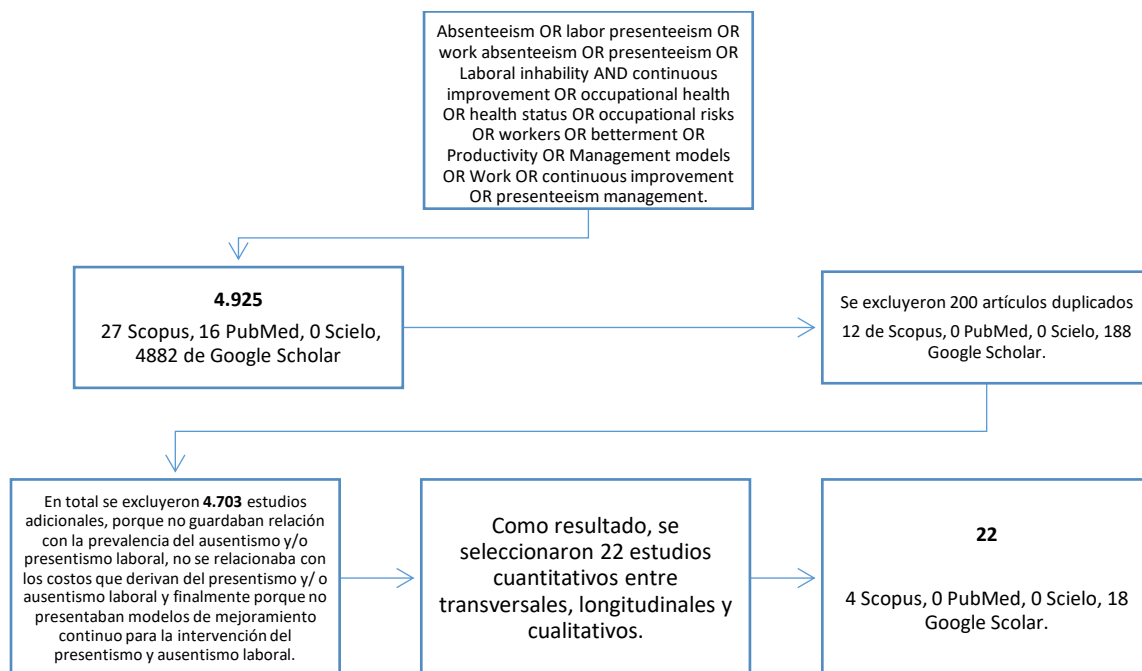 Absenteeism OR labor presenteeism OR
work absenteeism OR presenteeism OR
Laboral inhability AND continuous
improvement OR occupational health
OR health status OR occupational risks
OR workers OR betterment OR
Productivity OR Management models
OR Work OR continuous improvement
OR presenteeism management.
4.925
27 Scopus, 16 PubMed, 0 Scielo,
4882 de Google Scholar
Se excluyeron 200 artículos duplicados
12 de Scopus, 0 PubMed, 0 Scielo, 188
Google Scholar.
En total se excluyeron 4.703 estudios
adicionales, porque no guardaban relación
con la prevalencia del ausentismo y/o
presentismo laboral, no se relacionaba con
los costos que derivan del presentismo y/ o
ausentismo laboral y finalmente porque no
presentaban modelos de mejoramiento
continuo para la intervención del
presentismo y ausentismo laboral.
Como resultado, se
seleccionaron 22 estudios
cuantitativos entre
transversales, longitudinales y
cualitativos.
22
4 Scopus, 0 PubMed, 0 Scielo, 18
Google Scolar.